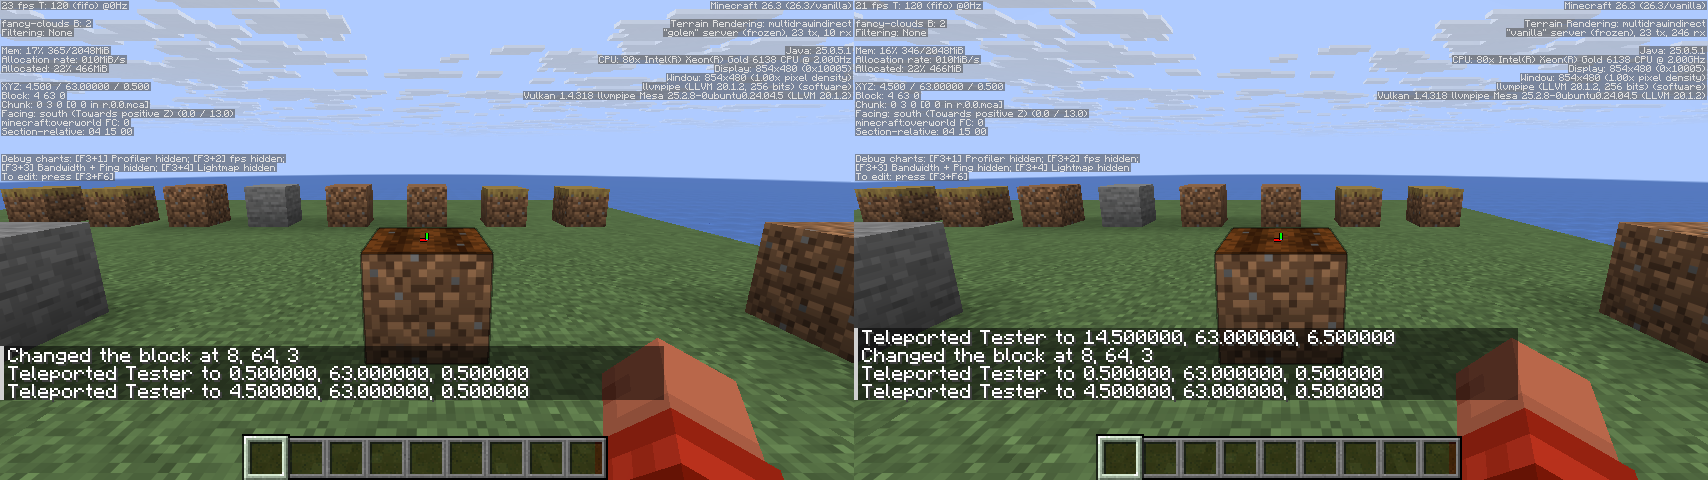 23 fps T: 120 (fifo) @0Hz
fancy-clouds B: 2
Filtering: None
Mem: 17% 365/2048MiB
Allocation rate: 010MiB/s
Allocated: 22% 466MiB
XYZ: 4.500 / 63.00000 / 0.500
Block: 4 63 0
Chunk: 0 3 0 [0 0 in r.0.0.mca]
Facing: south (Towards positive Z) (0.0 / 13.0)
minecraft:overworld FC: 0
Section-relative: 04 15 00
Debug charts: [F3+1] Profiler hidden; [F3+2] fps hidden;
[F3+3] Bandwidth + Ping hidden; [F3+4] Lightmap hidden
To edit: press [F3+F6]
Minecraft 26.3 (26.3/vanilla)
Terrain Rendering: multidrawindirect
"golem" server (frozen), 23 tx, 10 rx
Java: 25.0.5.1
CPU: 80x Intel(R) Xeon(R) Gold 6138 CPU @ 2.00GHz
Display: 854x480 (0x10005)
Window: 854x480 (1.00x pixel density)
llvmpipe (LLVM 20.1.2, 256 bits) (software)
Vulkan 1.4.318 llvmpipe Mesa 25.2.8-0ubuntu0.24.04.5 (LLVM 20.1.2)
Changed the block at 8, 64, 3
Teleported Tester to 0.500000, 63.000000, 0.500000
Teleported Tester to 4.500000, 63.000000, 0.500000
21 fps T: 120 (fifo) @0Hz
fancy-clouds B: 2
Filtering: None
Mem: 16% 346/2048MiB
Allocation rate: 010MiB/s
Allocated: 22% 466MiB
XYZ: 4.500 / 63.00000 / 0.500
Block: 4 63 0
Chunk: 0 3 0 [0 0 in r.0.0.mca]
Facing: south (Towards positive Z) (0.0 / 13.0)
minecraft:overworld FC: 0
Section-relative: 04 15 00
Debug charts: [F3+1] Profiler hidden; [F3+2] fps hidden;
[F3+3] Bandwidth + Ping hidden; [F3+4] Lightmap hidden
To edit: press [F3+F6]
Minecraft 26.3 (26.3/vanilla)
Terrain Rendering: multidrawindirect
"vanilla" server (frozen), 23 tx, 246 rx
Java: 25.0.5.1
CPU: 80x Intel(R) Xeon(R) Gold 6138 CPU @ 2.00GHz
Display: 854x480 (0x10005)
Window: 854x480 (1.00x pixel density)
llvmpipe (LLVM 20.1.2, 256 bits) (software)
Vulkan 1.4.318 llvmpipe Mesa 25.2.8-0ubuntu0.24.04.5 (LLVM 20.1.2)
Teleported Tester to 14.500000, 63.000000, 6.500000
Changed the block at 8, 64, 3
Teleported Tester to 0.500000, 63.000000, 0.500000
Teleported Tester to 4.500000, 63.000000, 0.500000